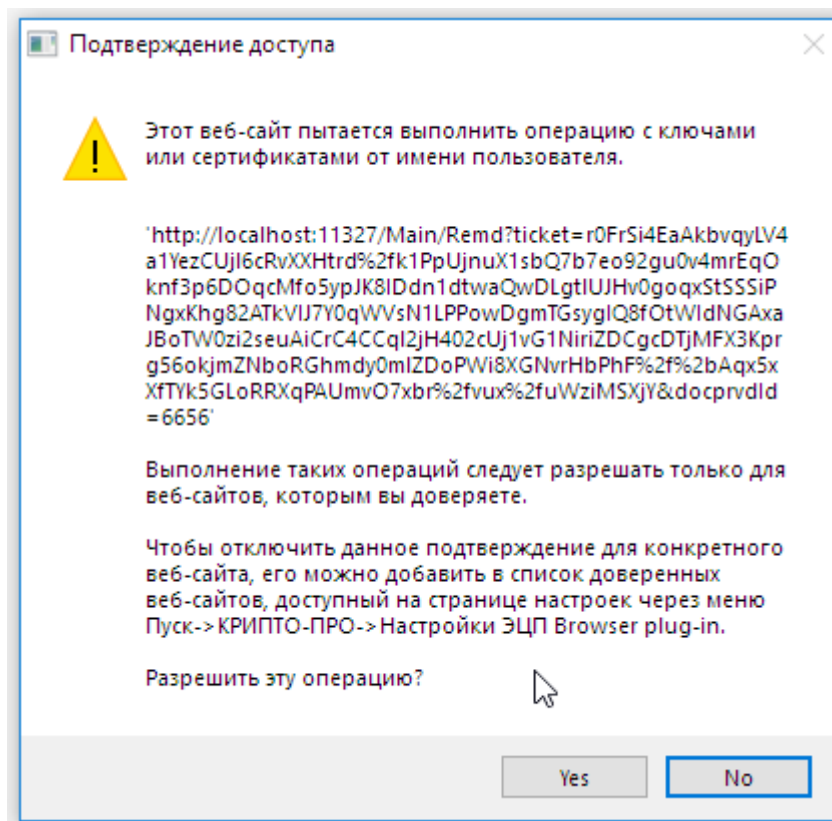 Подтверждение доступа
Этот веб-сайт пытается выполнить операцию с ключами
или сертификатами от имени пользователя.
'http://localhost:11327/Main/Remd?ticket=r0FrSi4EaAkbvqyLV4
a1YezCUjI6cRvXXHtrd%2fk1PpUjnuX1sbQ7b7eo92gu0v4mrEqO
knf3p6DOqcMfo5ypJK8IDdn1dtwaQwDLgtlUJHv0goqxStSSSiP
NgxKhg82ATkVIJ7Y0qWVsN1LPPowDgmTGsyglQ8fOtWIdNGAxa
JBoTW0zi2seuAiCrC4CCqI2jH402cUj1vG1NiriZDCgcDTjMFX3Kpr
g56okjmZNboRGhmdy0mIZDoPWi8XGNvrHbPhF%2f%2bAqx5x
XfTYk5GLoRRXqPAUmvO7xbr%2fvux%2fuWziMSXjY&docprvdId
=6656'
Выполнение таких операций следует разрешать только для
веб-сайтов, которым вы доверяете.
Чтобы отключить данное подтверждение для конкретного
веб-сайта, его можно добавить в список доверенных
веб-сайтов, доступный на странице настроек через меню
Пуск->КРИПТО-ПРО->Настройки ЭЦП Browser plug-in.
Разрешить эту операцию?
Yes
No